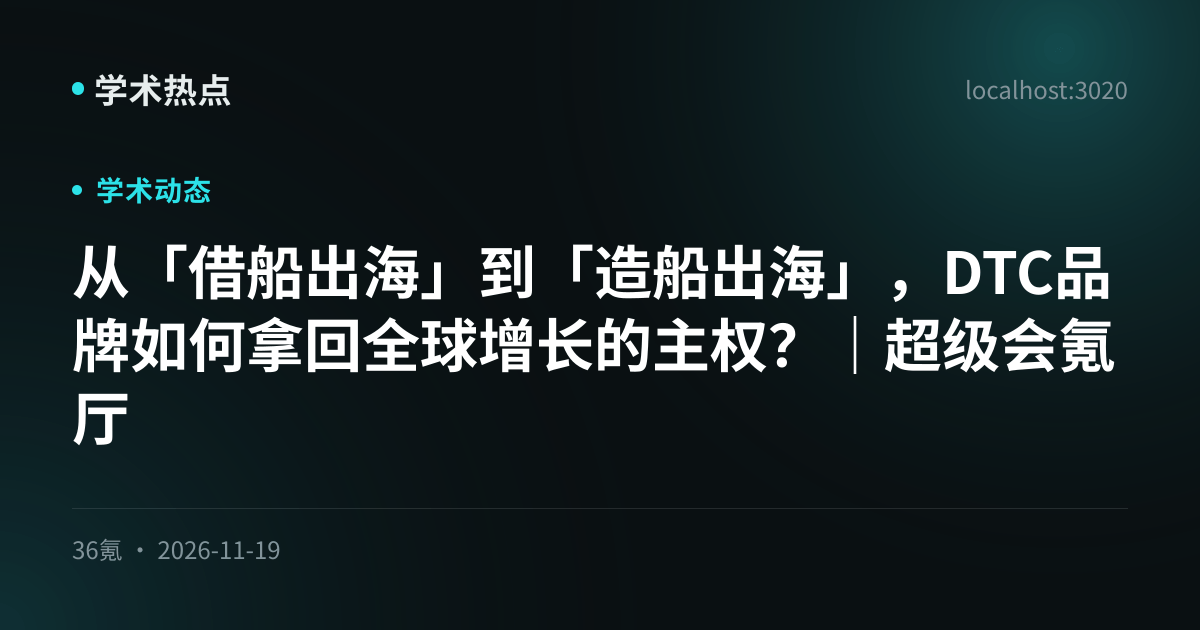 学术热点
localhost:3020
学术动态
从「借船出海」到「造船出海」，DTC品
牌如何拿回全球增长的主权？｜超级会氪
厅
36氪 · 2026-11-19